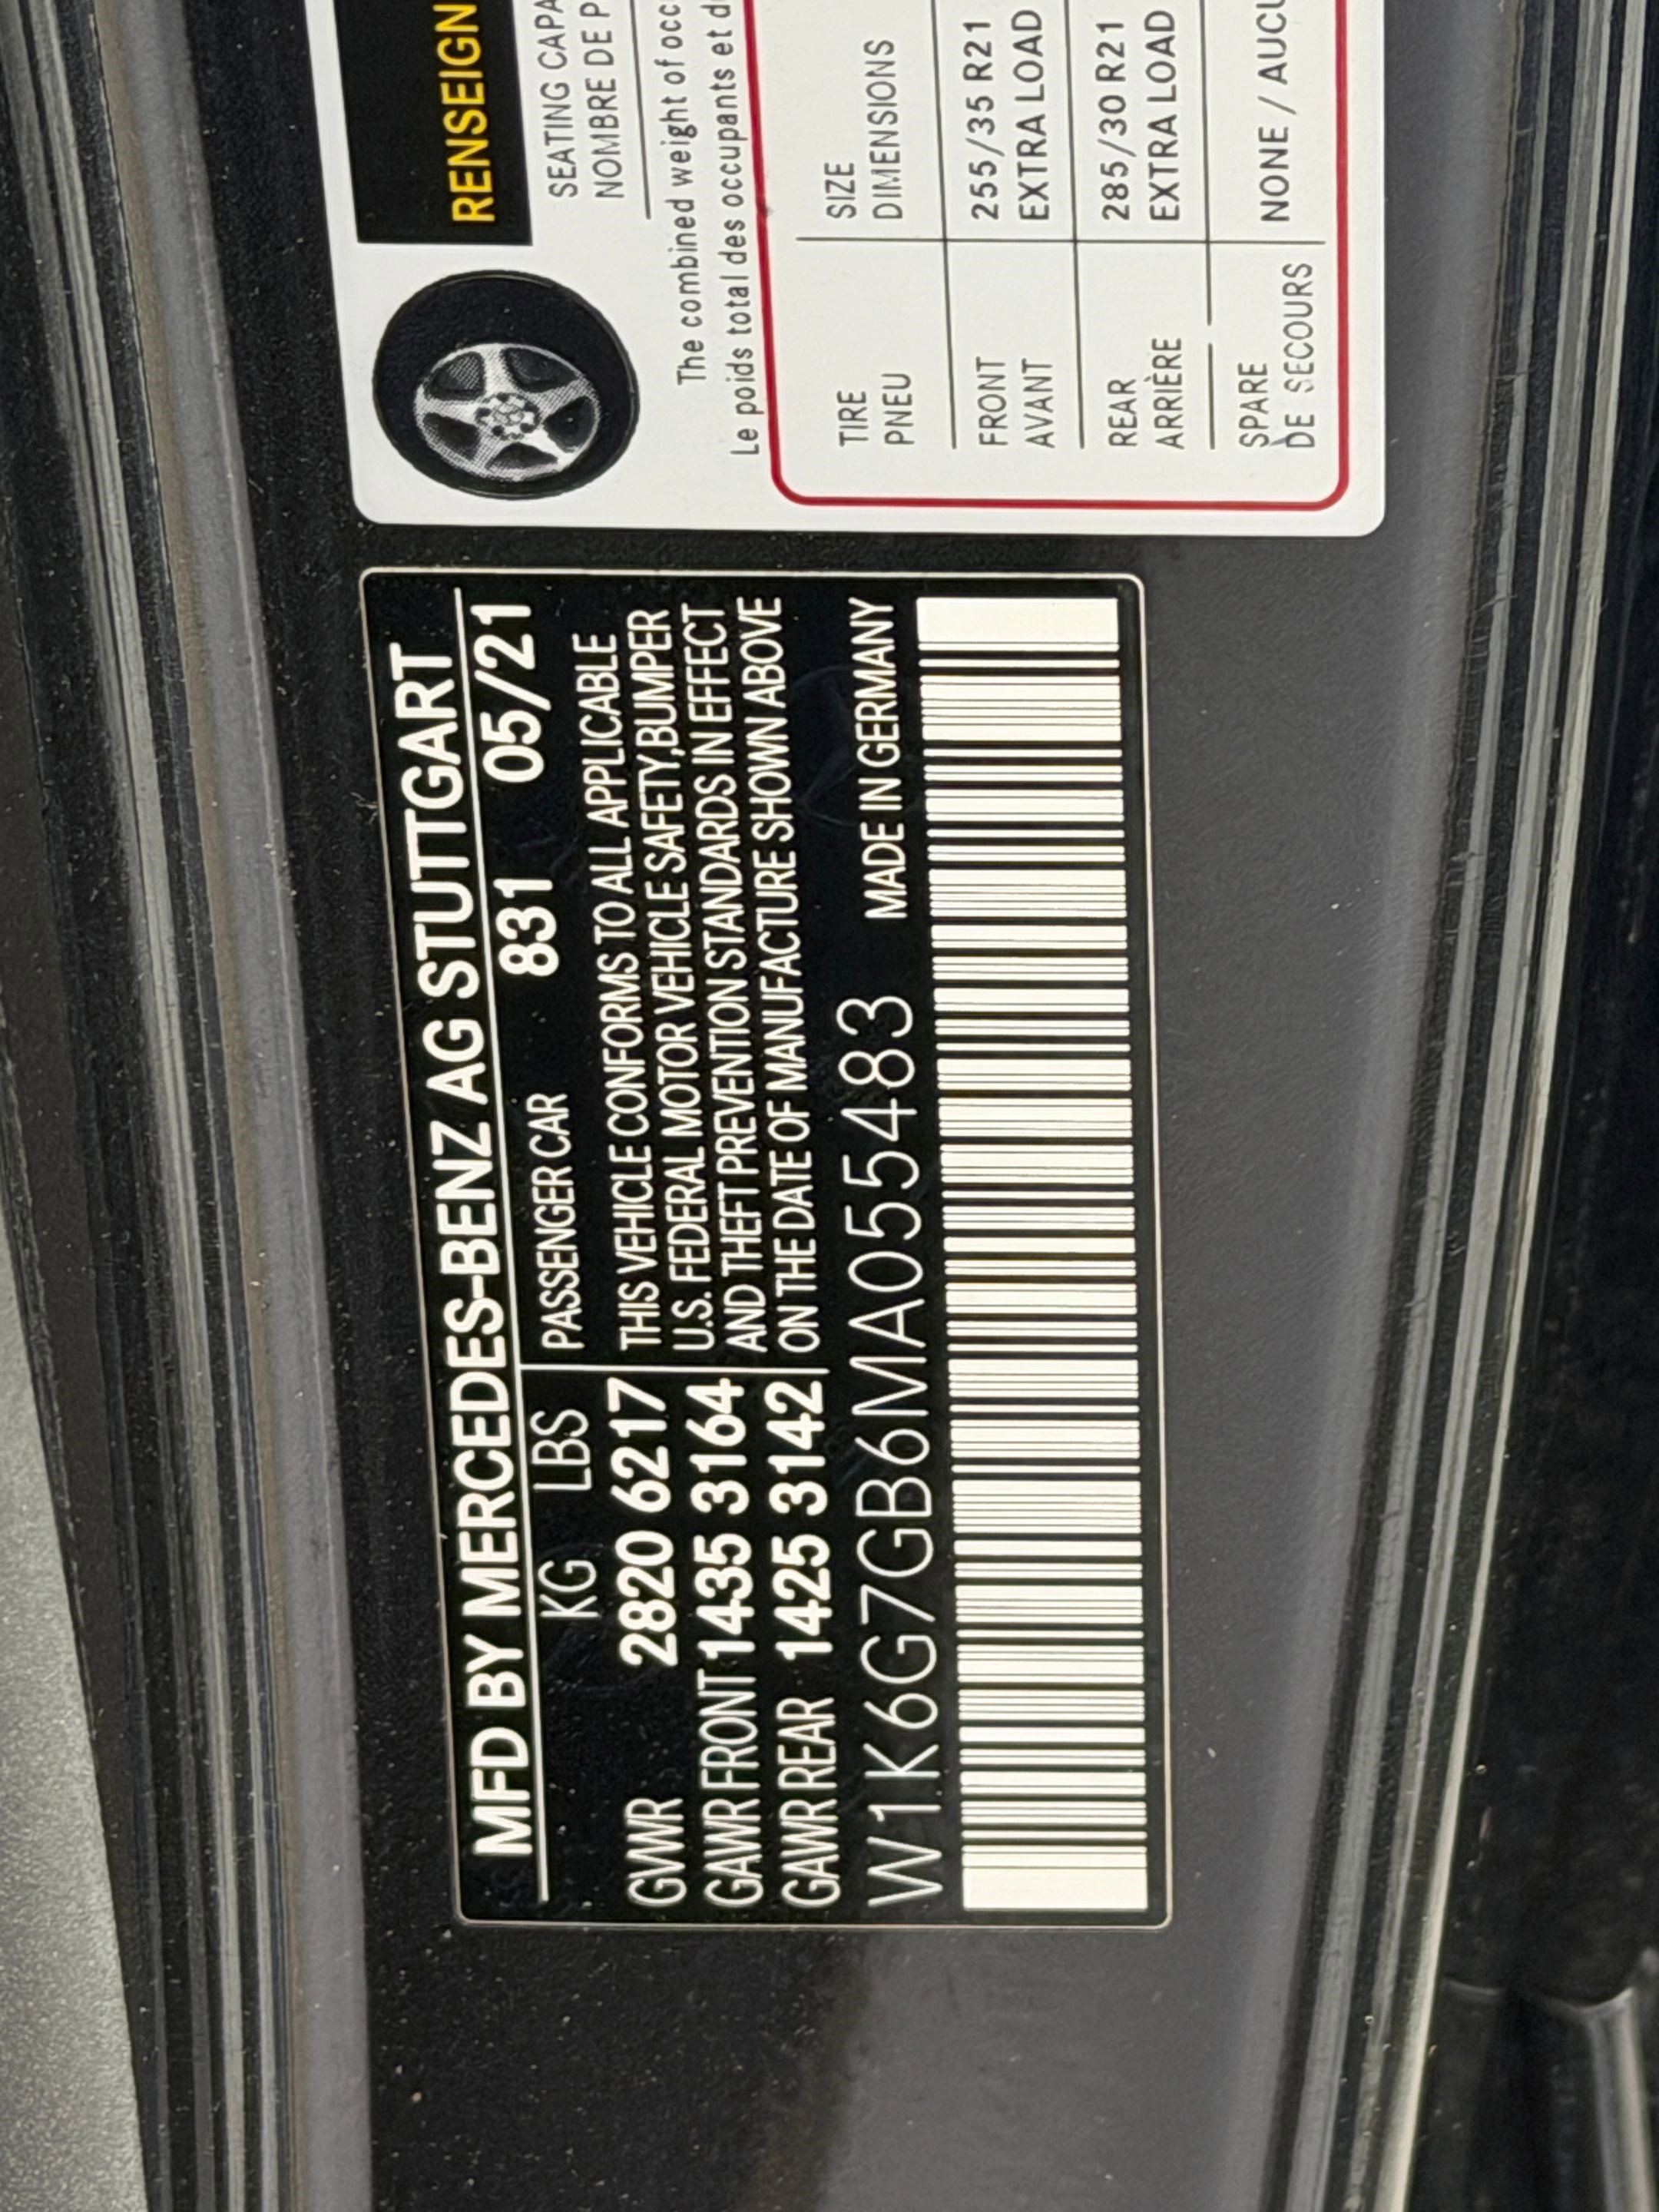 MFD BY MERCEDES-BENZ AG STUTTGART
KG LBS PASSENGER CAR 831 05/21
GVWR 2820 6217
GAWR FRONT 1435 3164
GAWR REAR 1425 3142
THIS VEHICLE CONFORMS TO ALL APPLICABLE
U.S. FEDERAL MOTOR VEHICLE SAFETY,BUMPER
AND THEFT PREVENTION STANDARDS IN EFFECT
ON THE DATE OF MANUFACTURE SHOWN ABOVE
W1K6G7GB6MA055483 MADE IN GERMANY
RENSEIGN
SEATING CAPA
NOMBRE DE P
The combined weight of occ
Le poids total des occupants et d
TIRE SIZE
PNEU DIMENSIONS
FRONT 255/35 R21
AVANT EXTRA LOAD
REAR 285/30 R21
ARRIÈRE EXTRA LOAD
SPARE NONE / AUCU
DE SECOURS